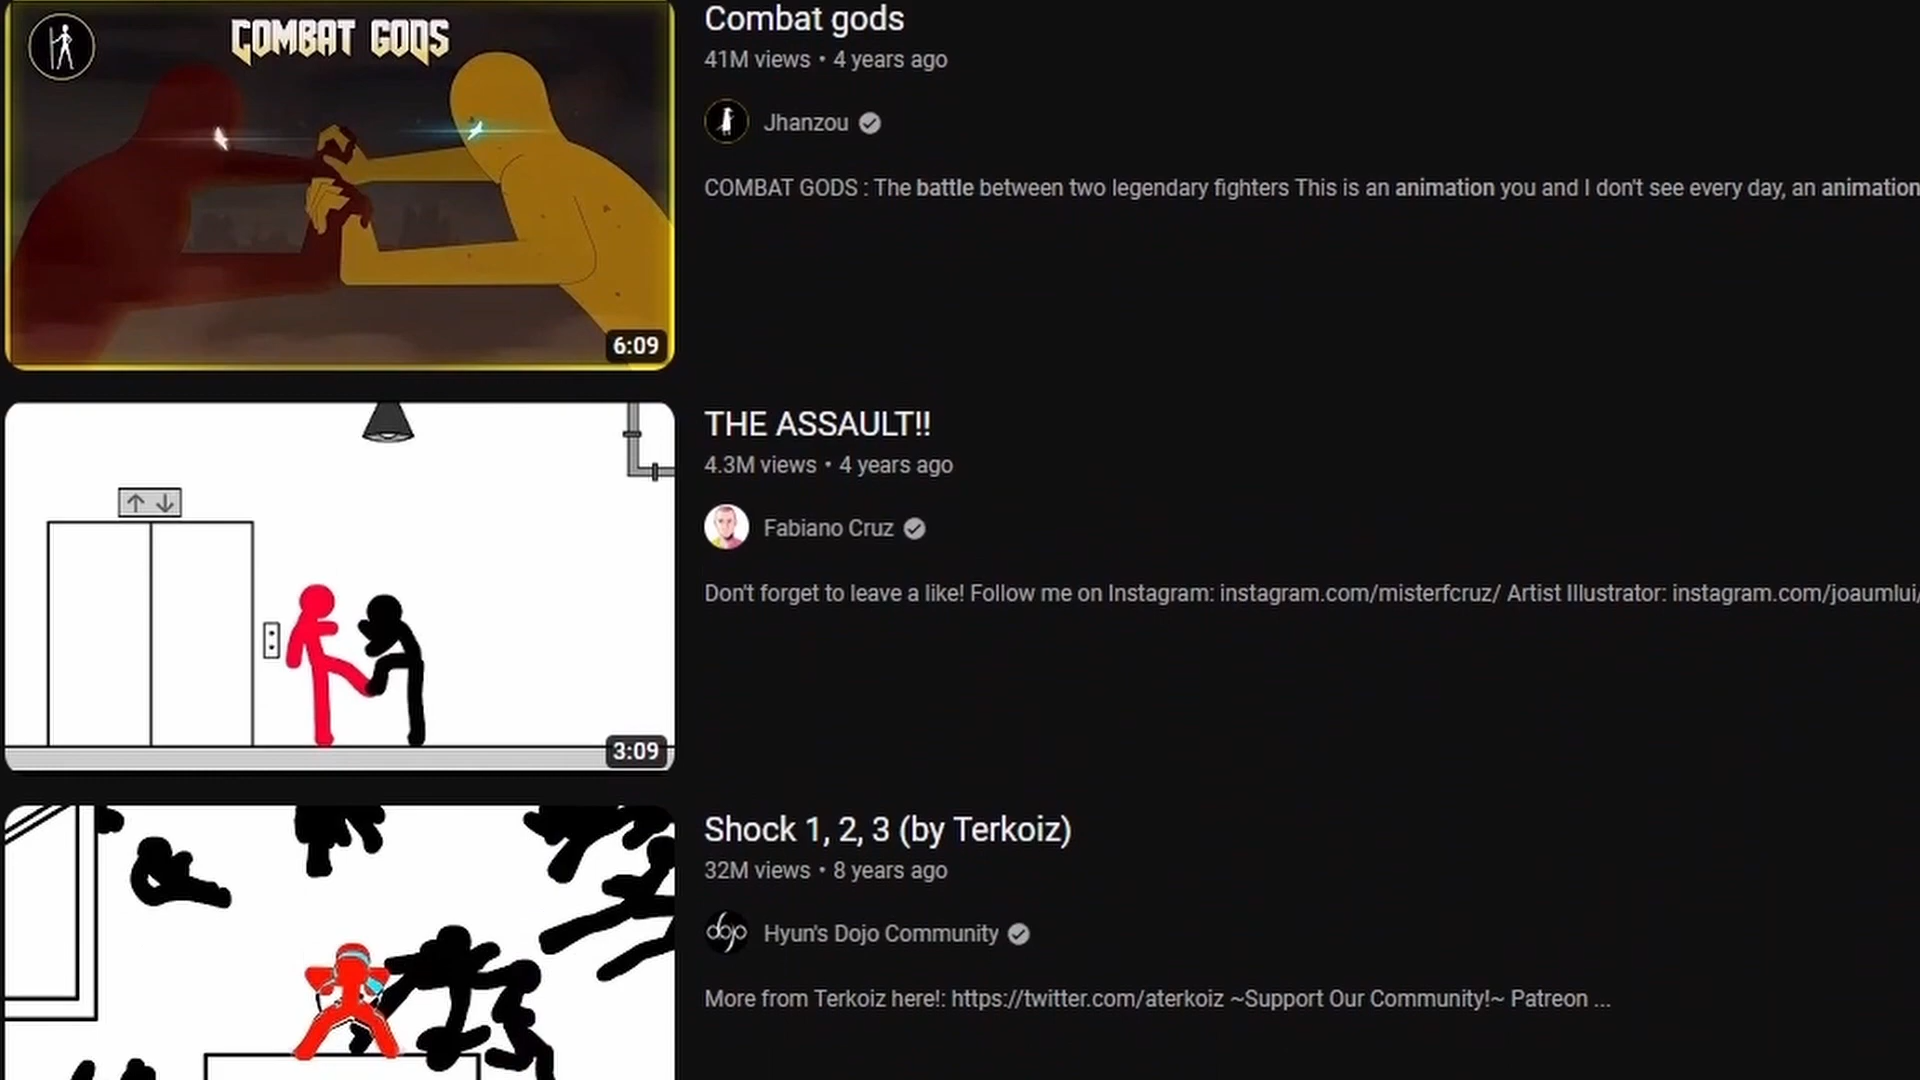 COMBAT GODS
6:09
Combat gods
41M views • 4 years ago
Jhanzou
COMBAT GODS : The battle between two legendary fighters This is an animation you and I don't see every day, an animation
3:09
THE ASSAULT!!
4.3M views • 4 years ago
Fabiano Cruz
Don't forget to leave a like! Follow me on Instagram: instagram.com/misterfcruz/ Artist Illustrator: instagram.com/joaumlui/
Shock 1, 2, 3 (by Terkoiz)
32M views • 8 years ago
dojo
Hyun's Dojo Community
More from Terkoiz here!: https://twitter.com/aterkoiz ~Support Our Community!~ Patreon ...